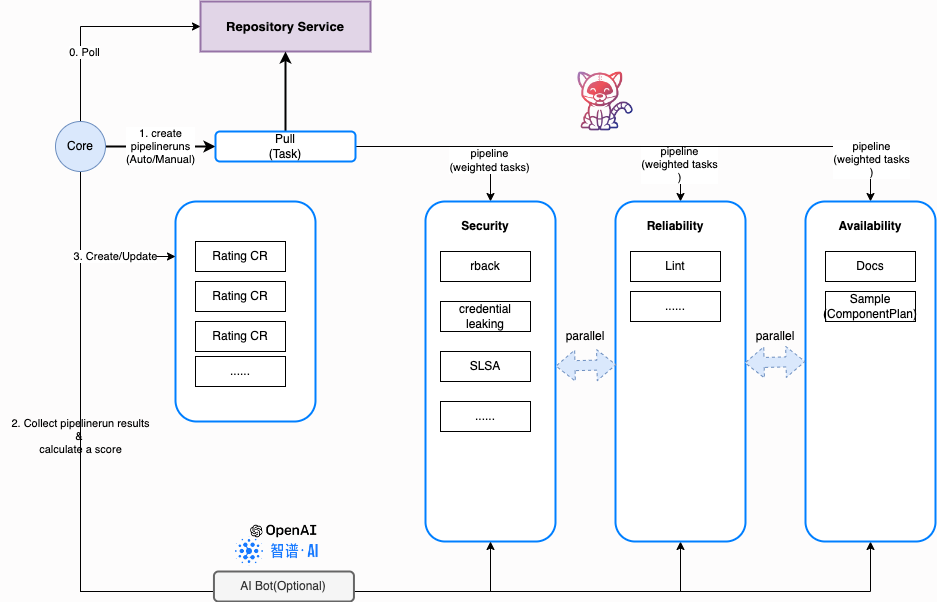 Repository Service
0. Poll
Core
1. create
pipelineruns
(Auto/Manual)
Pull
(Task)
pipeline
(weighted tasks)
pipeline
(weighted tasks
)
pipeline
(weighted tasks
)
3. Create/Update
Rating CR
Rating CR
Rating CR
......
Security
rback
credential
leaking
SLSA
......
parallel
Reliability
Lint
......
parallel
Availability
Docs
Sample
(ComponentPlan)
2. Collect pipelinerun results
&
calculate a score
OpenAI
智谱·AI
AI Bot(Optional)